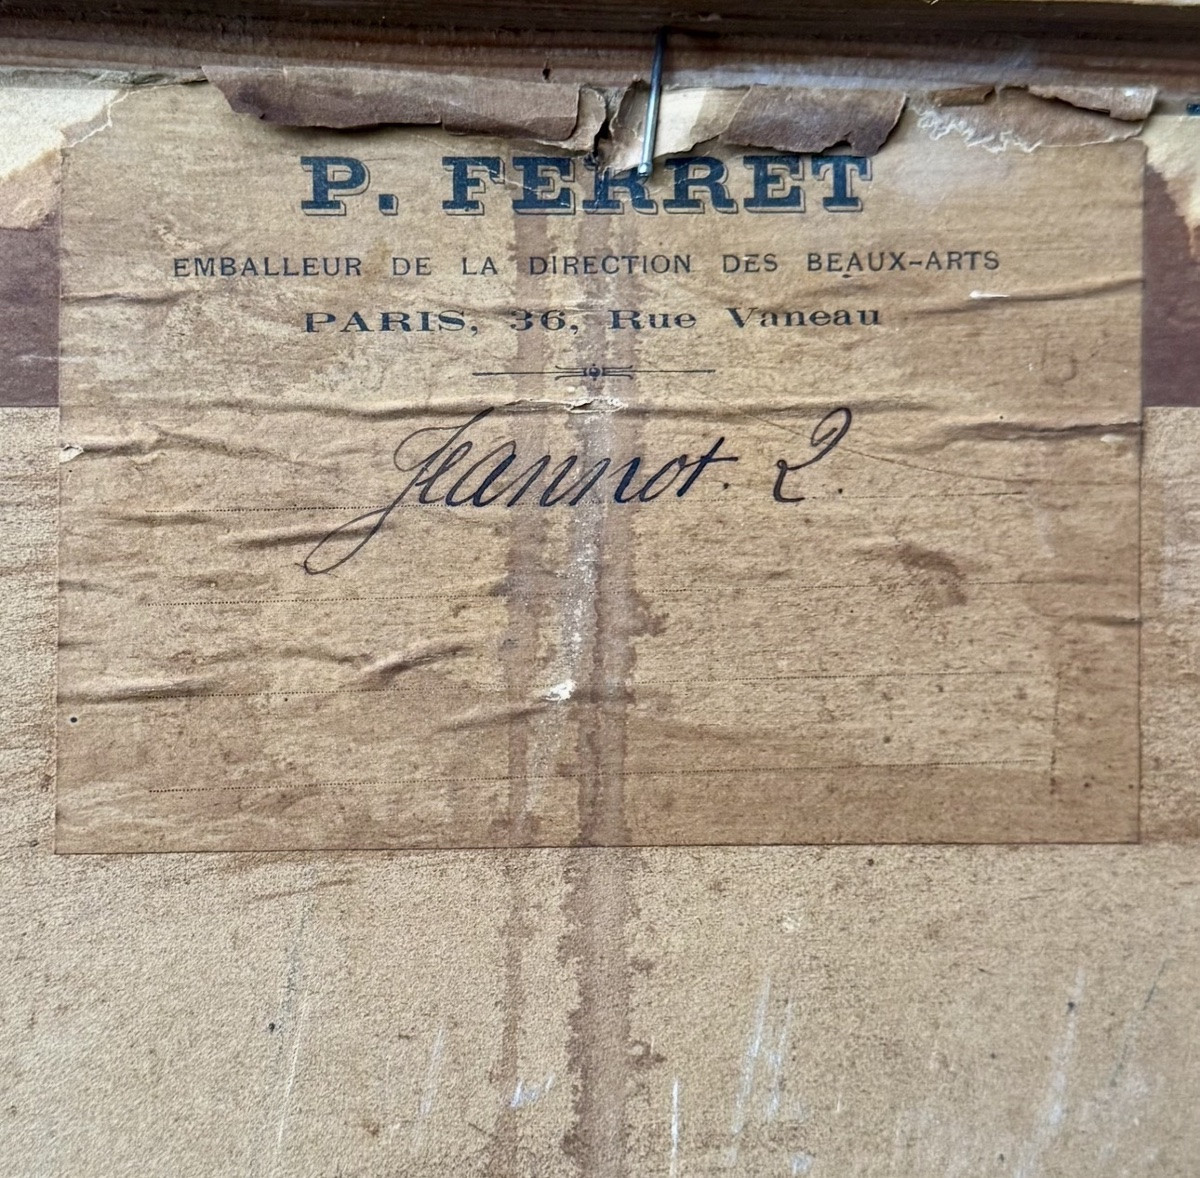 P. FERRET
EMBALLEUR DE LA DIRECTION DES BEAUX-ARTS
PARIS, 36, Rue Vaneau
Jeannot. 2.